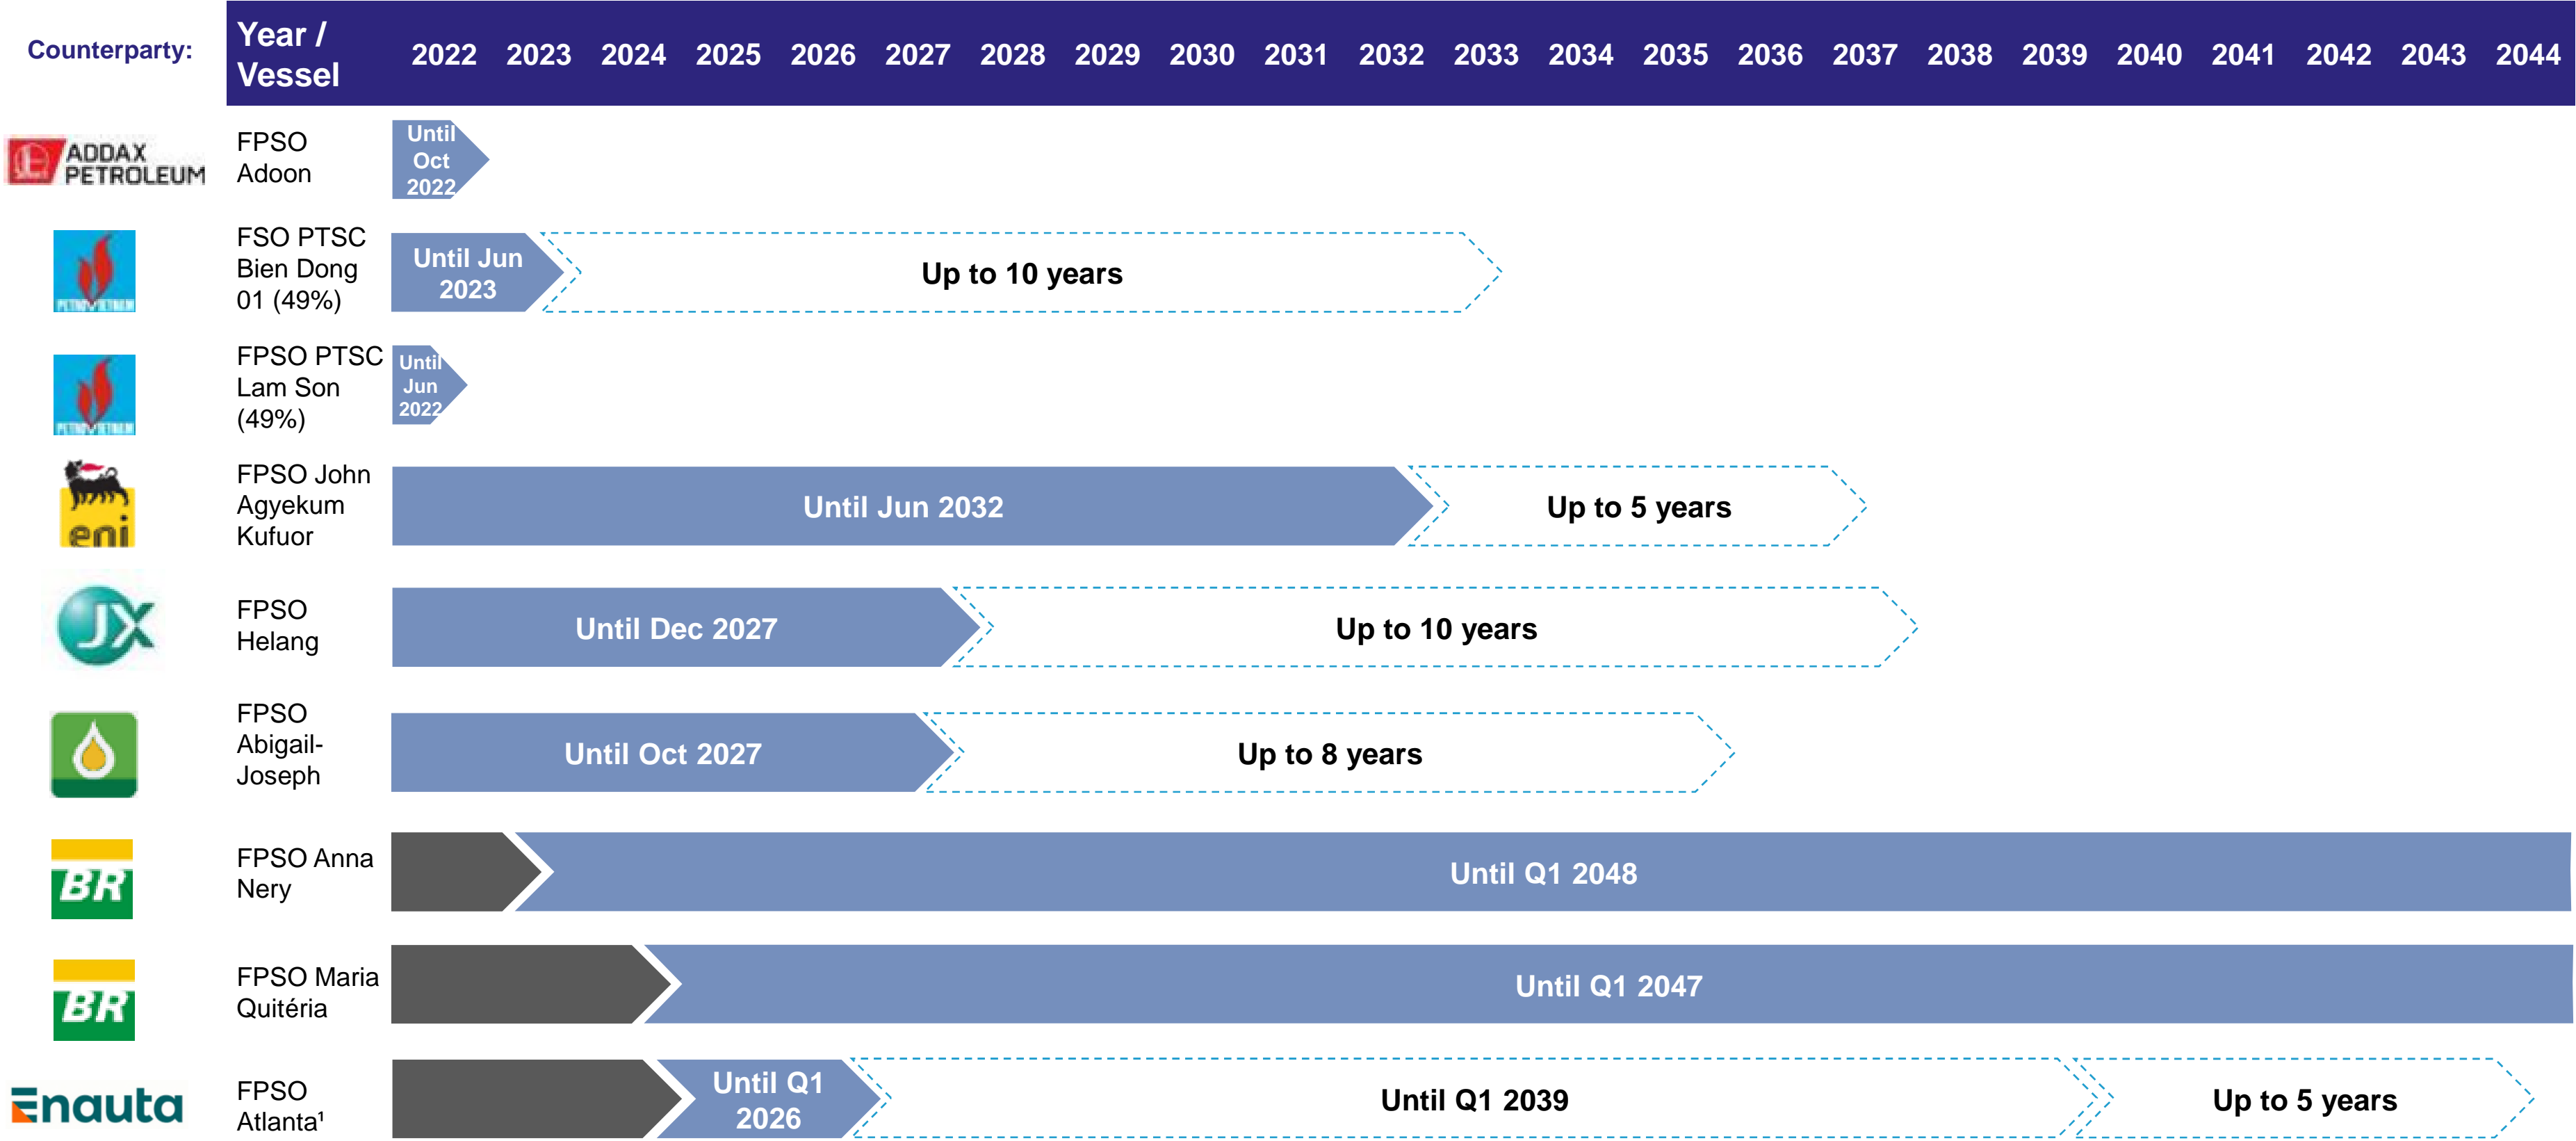 Counterparty:
Year /
Vessel
2022 2023 2024 2025 2026 2027 2028 2029 2030 2031 2032 2033 2034 2035 2036 2037 2038 2039 2040 2041 2042 2043 2044
ADDAX
PETROLEUM
FPSO
Adoon
Until
Oct
2022
PETROVIETNAM
FSO PTSC
Bien Dong
01 (49%)
Until Jun
2023
Up to 10 years
PETROVIETNAM
FPSO PTSC
Lam Son
(49%)
Until
Jun
2022
eni
FPSO John
Agyekum
Kufuor
Until Jun 2032
Up to 5 years
JX
FPSO
Helang
Until Dec 2027
Up to 10 years
FPSO
Abigail-
Joseph
Until Oct 2027
Up to 8 years
BR
FPSO Anna
Nery
Until Q1 2048
BR
FPSO Maria
Quitéria
Until Q1 2047
Enauta
FPSO
Atlanta¹
Until Q1
2026
Until Q1 2039
Up to 5 years